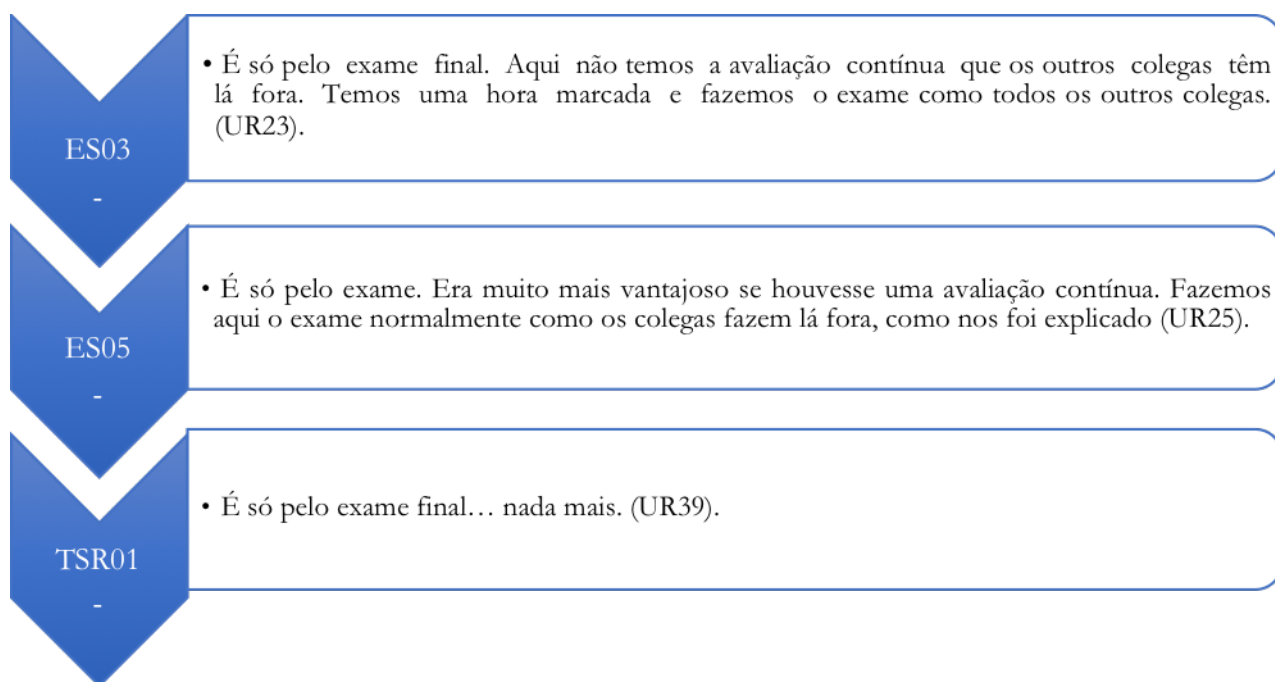 ES03
-
• É só pelo exame final. Aqui não temos a avaliação contínua que os outros colegas têm
lá fora. Temos uma hora marcada e fazemos o exame como todos os outros colegas.
(UR23).
ES05
-
• É só pelo exame. Era muito mais vantajoso se houvesse uma avaliação contínua. Fazemos
aqui o exame normalmente como os colegas fazem lá fora, como nos foi explicado (UR25).
TSR01
-
• É só pelo exame final… nada mais. (UR39).